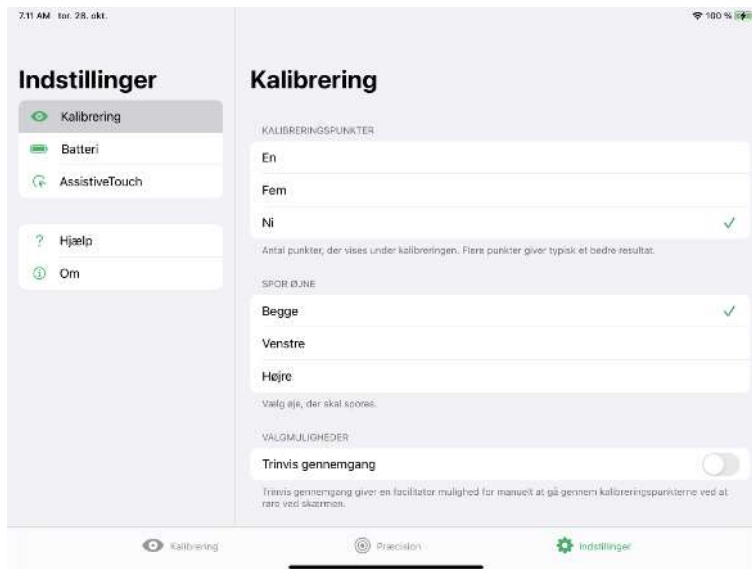 7.11 AM tor. 28. okt.
100 %
Indstillinger
Kalibrering
Batteri
AssistiveTouch
Hjælp
Om
Kalibrering
KALIBRERINGSPUNKTER
En
Fem
Ni
Antal punkter, der vises under kalibreringen. Flere punkter giver typisk et bedre resultat.
SPOR ØJNE
Begge
Venstre
Højre
Vælg øje, der skal spores.
VALGMULIGHEDER
Trinvis gennemgang
Trinvis gennemgang giver en facilitator mulighed for manuelt at gå gennem kalibreringspunkterne ved at
røre ved skærmen.
Kalibrering
Præcision
Indstillinger